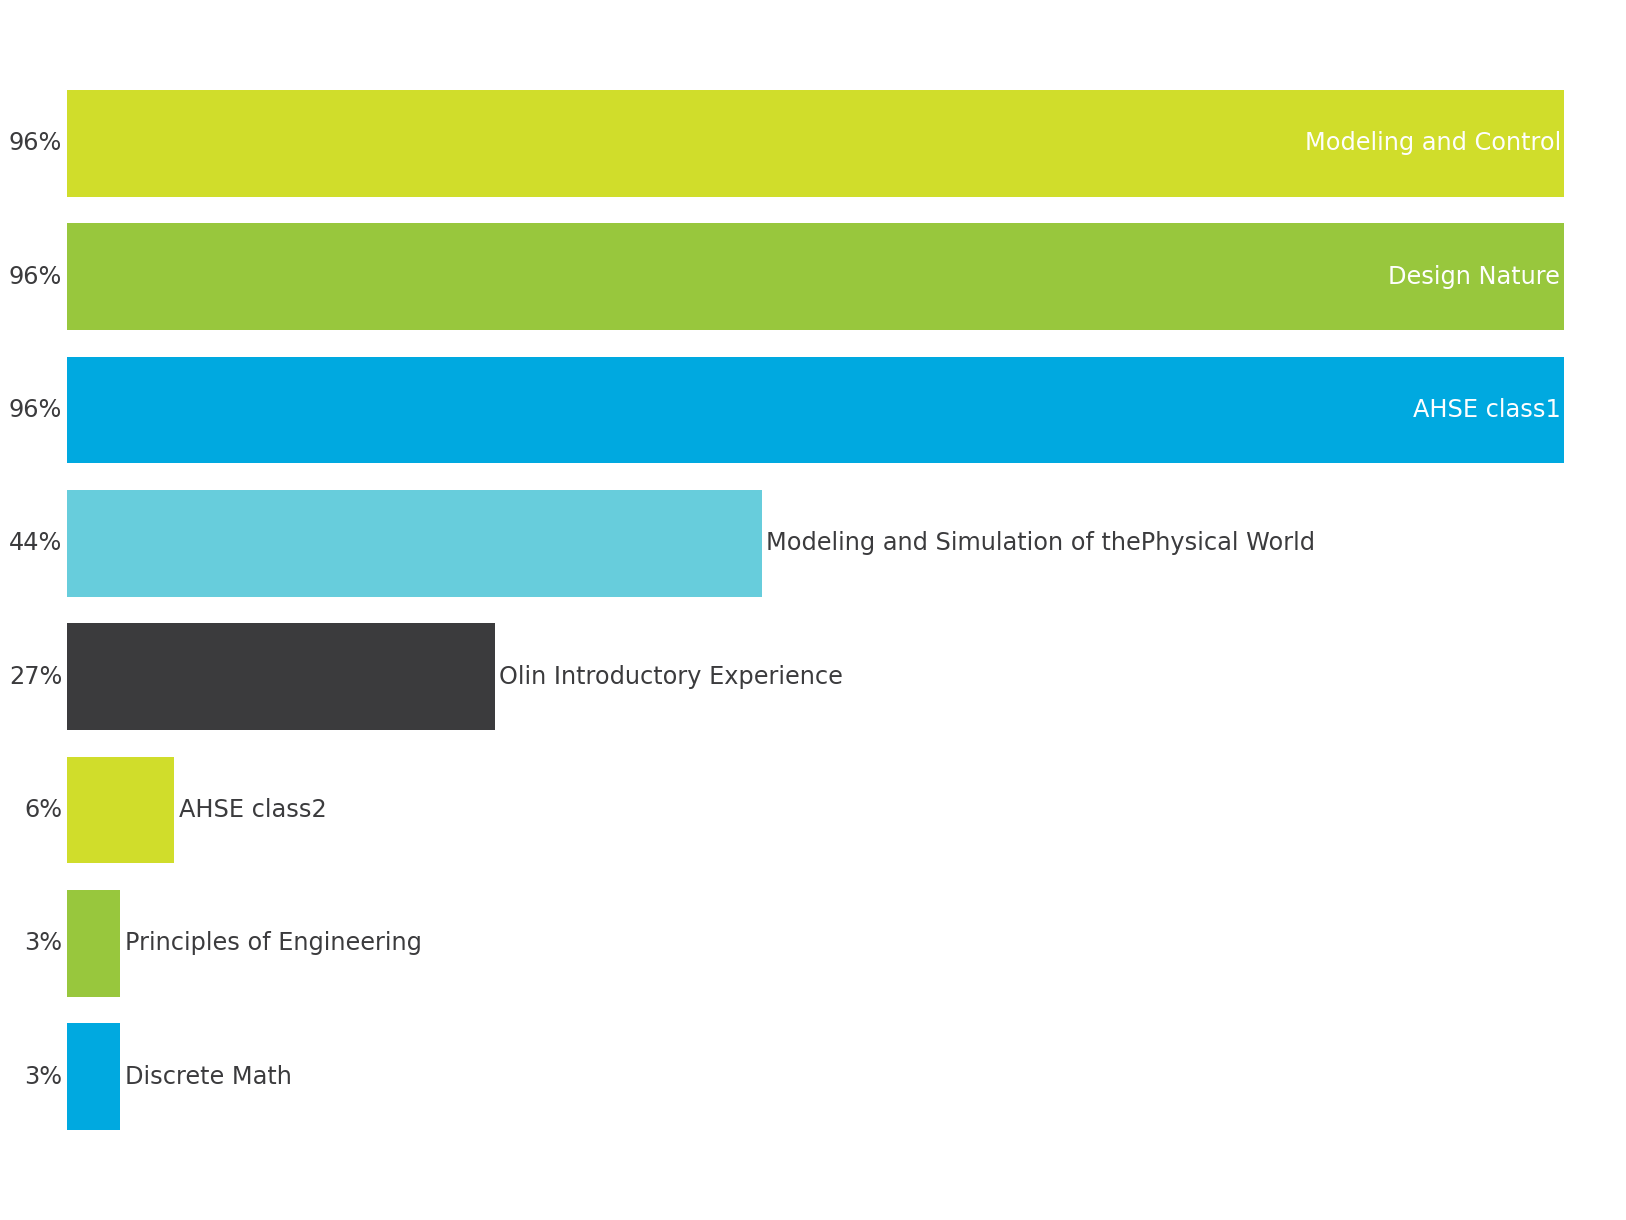 96% Modeling and Control
96% Design Nature
96% AHSE class1
44% Modeling and Simulation of thePhysical World
27% Olin Introductory Experience
6% AHSE class2
3% Principles of Engineering
3% Discrete Math